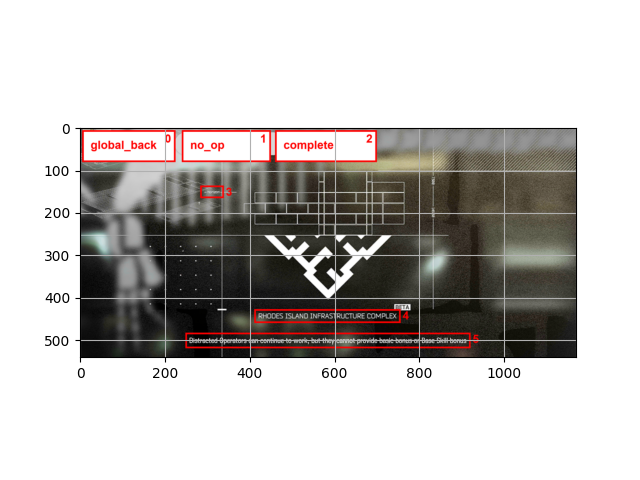 0
global_back 0
no_op 1
complete 2
100
3
200
300
400
BETA
RHODES ISLAND INFRASTRUCTURE COMPLEX 4
500
Distracted Operators can continue to work, but they cannot provide basic bonus or Base Skill bonus 5
0 200 400 600 800 1000